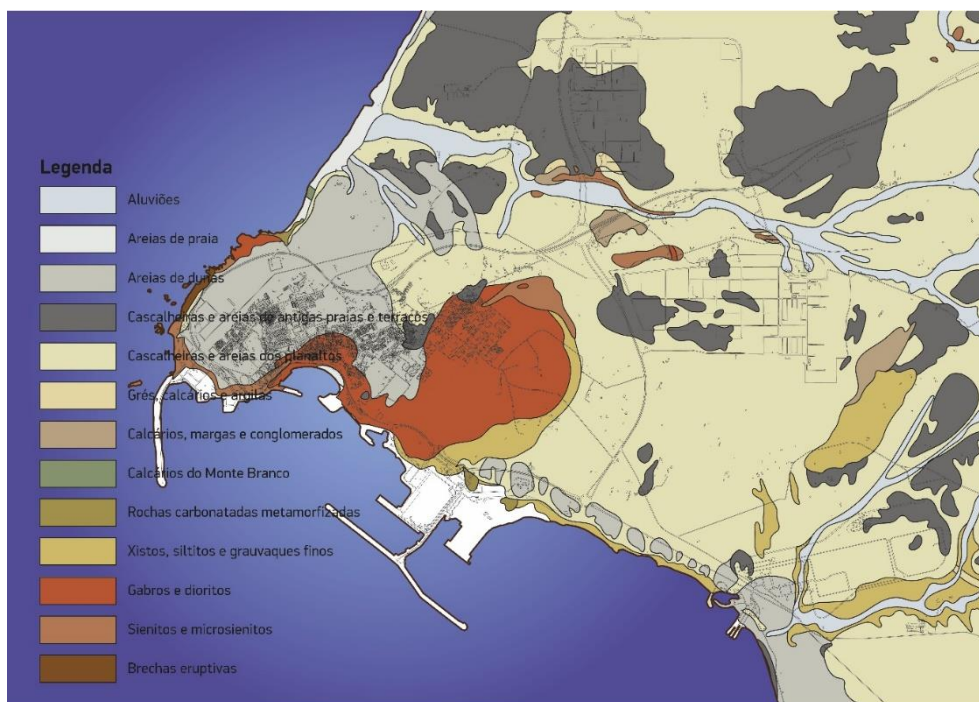 Legenda
Aluviões
Areias de praia
Areias de dunas
Cascalheiras e areias de antigas praias e terraços
Cascalheiras e areias dos planaltos
Grés, calcários e argilas
Calcários, margas e conglomerados
Calcários do Monte Branco
Rochas carbonatadas metamorfizadas
Xistos, siltitos e grauvaques finos
Gabros e dioritos
Sienitos e microsienitos
Brechas eruptivas